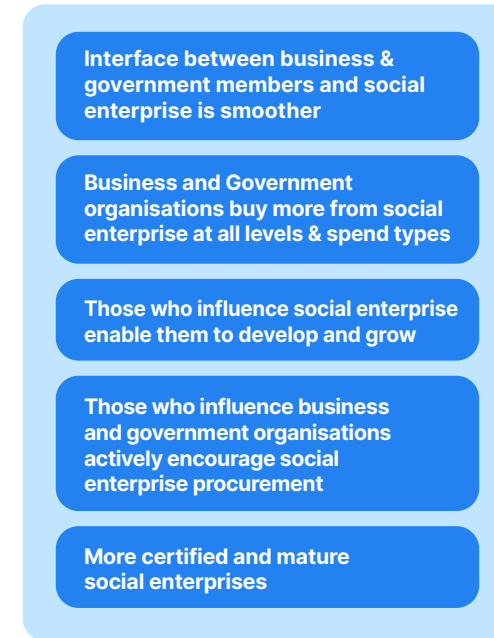 Interface between business &
government members and social
enterprise is smoother
Business and Government
organisations buy more from social
enterprise at all levels & spend types
Those who influence social enterprise
enable them to develop and grow
Those who influence business
and government organisations
actively encourage social
enterprise procurement
More certified and mature
social enterprises